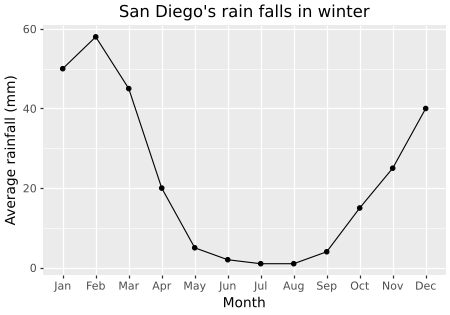 San Diego's rain falls in winter
Average rainfall (mm)
60
40
20
0
Jan Feb Mar Apr May Jun Jul Aug Sep Oct Nov Dec
Month